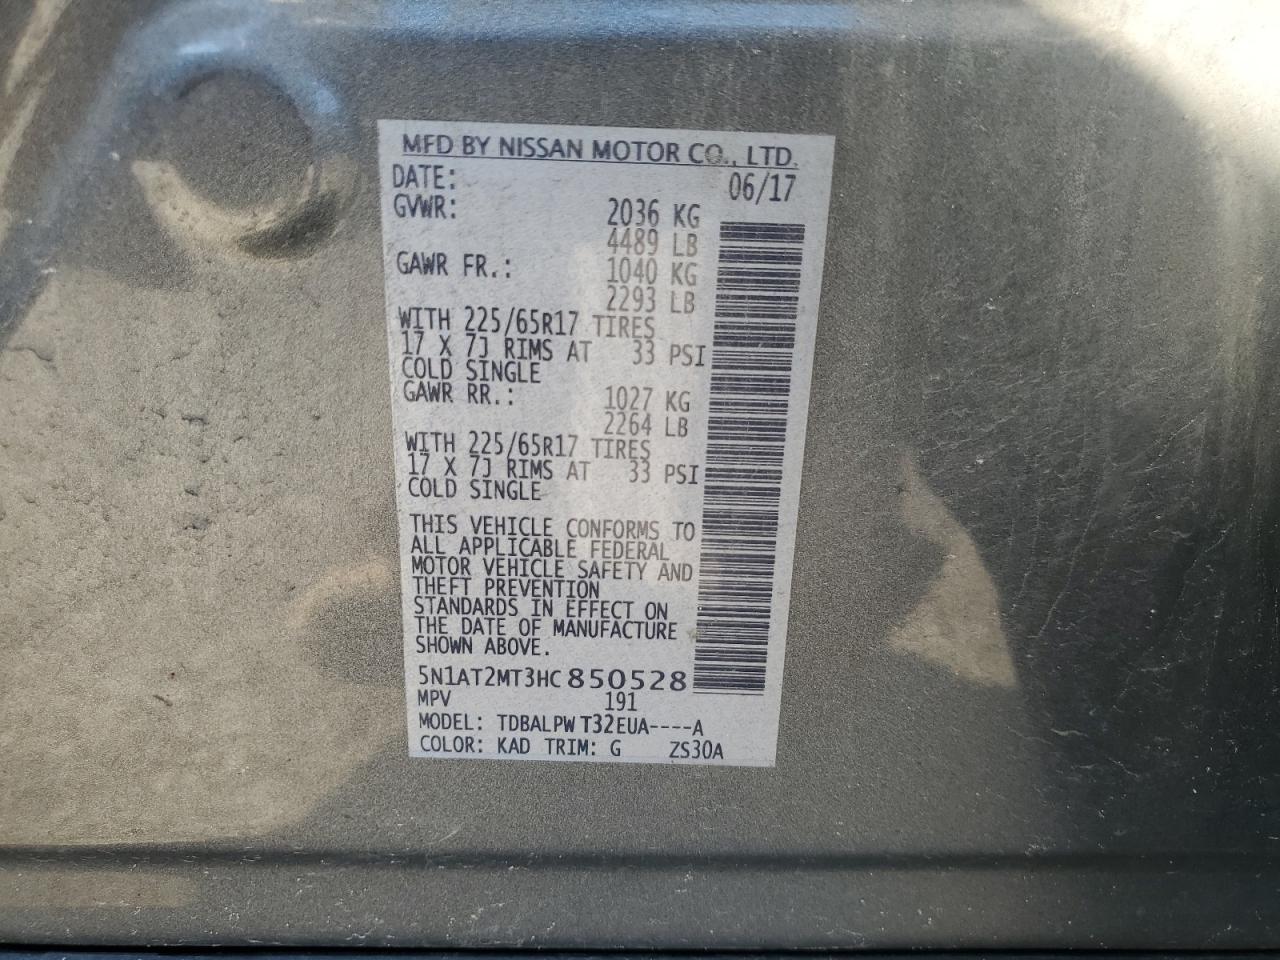 MFD BY NISSAN MOTOR CO., LTD.
DATE: 06/17
GVWR: 2036 KG
4489 LB
GAWR FR.: 1040 KG
2293 LB
WITH 225/65R17 TIRES
17 X 7J RIMS AT 33 PSI
COLD SINGLE
GAWR RR.: 1027 KG
2264 LB
WITH 225/65R17 TIRES
17 X 7J RIMS AT 33 PSI
COLD SINGLE
THIS VEHICLE CONFORMS TO
ALL APPLICABLE FEDERAL
MOTOR VEHICLE SAFETY AND
THEFT PREVENTION
STANDARDS IN EFFECT ON
THE DATE OF MANUFACTURE
SHOWN ABOVE.
5N1AT2MT3HC850528
MPV 191
MODEL: TDBALPW T32EUA----A
COLOR: KAD TRIM: G ZS30A